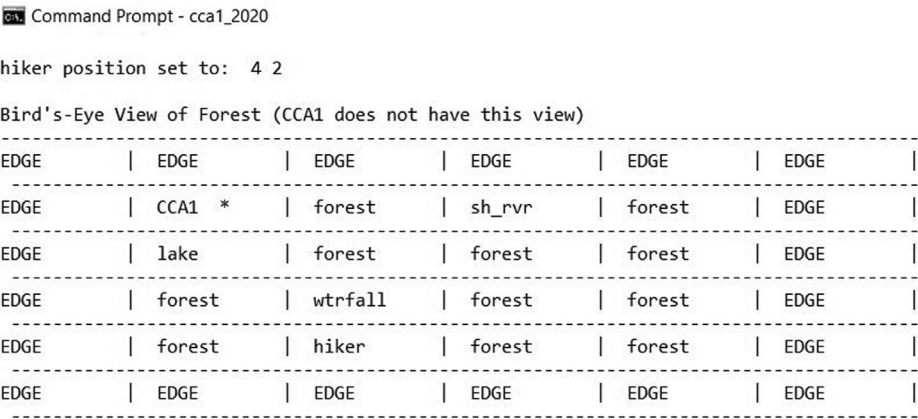 Command Prompt - cca1_2020
hiker position set to:  4 2
Bird's-Eye View of Forest (CCA1 does not have this view)
EDGE | EDGE | EDGE | EDGE | EDGE | EDGE |
EDGE | CCA1 * | forest | sh_rvr | forest | EDGE |
EDGE | lake | forest | forest | forest | EDGE |
EDGE | forest | wtrfall | forest | forest | EDGE |
EDGE | forest | hiker | forest | forest | EDGE |
EDGE | EDGE | EDGE | EDGE | EDGE | EDGE |